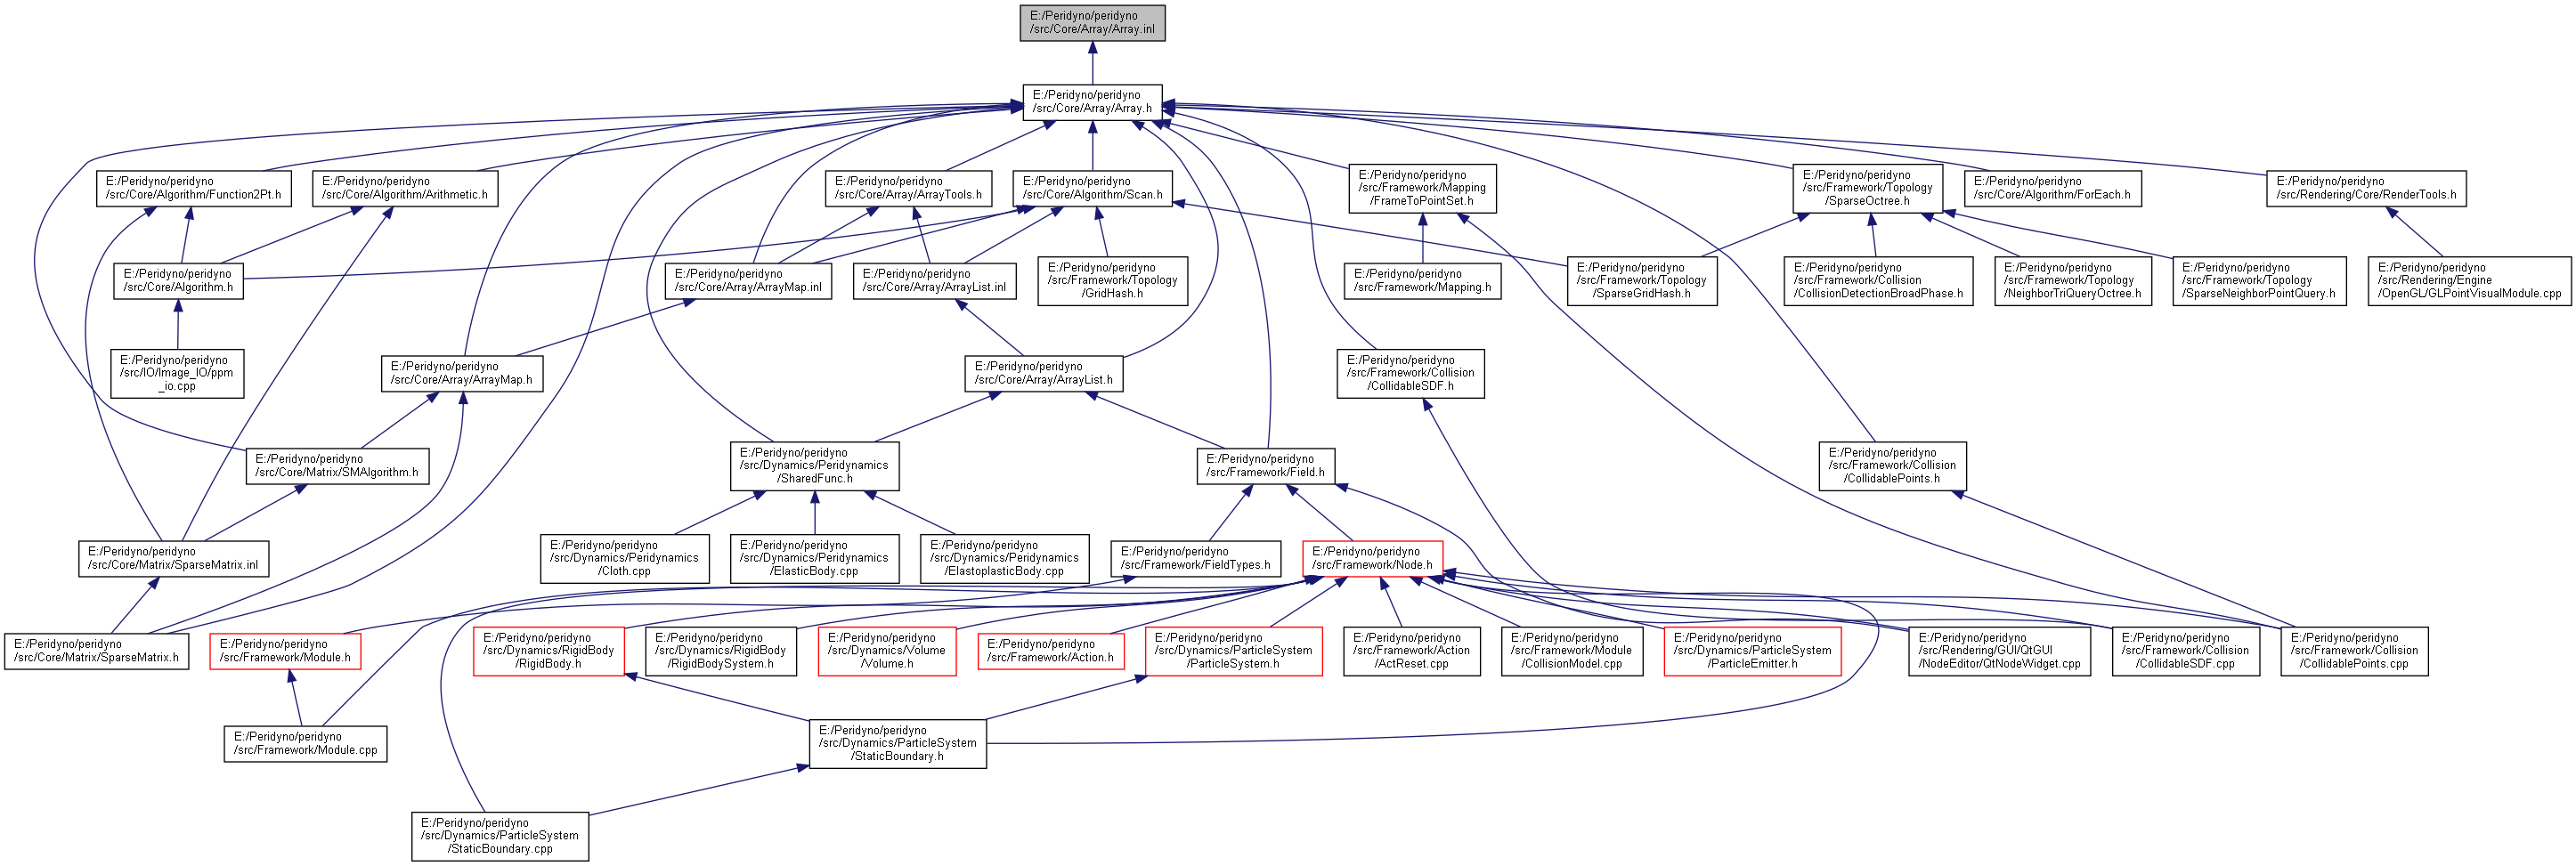 E:/Peridyno/peridyno
/src/Core/Array/Array.inl
E:/Peridyno/peridyno
/src/Core/Array/Array.h
E:/Peridyno/peridyno
/src/Core/Algorithm/Function2Pt.h
E:/Peridyno/peridyno
/src/Core/Algorithm/Arithmetic.h
E:/Peridyno/peridyno
/src/Core/Array/ArrayTools.h
E:/Peridyno/peridyno
/src/Core/Algorithm/Scan.h
E:/Peridyno/peridyno
/src/Framework/Mapping
/FrameToPointSet.h
E:/Peridyno/peridyno
/src/Framework/Topology
/SparseOctree.h
E:/Peridyno/peridyno
/src/Core/Algorithm/ForEach.h
E:/Peridyno/peridyno
/src/Rendering/Core/RenderTools.h
E:/Peridyno/peridyno
/src/Core/Algorithm.h
E:/Peridyno/peridyno
/src/Core/Array/ArrayMap.inl
E:/Peridyno/peridyno
/src/Core/Array/ArrayList.inl
E:/Peridyno/peridyno
/src/Framework/Topology
/GridHash.h
E:/Peridyno/peridyno
/src/Framework/Mapping.h
E:/Peridyno/peridyno
/src/Framework/Topology
/SparseGridHash.h
E:/Peridyno/peridyno
/src/Framework/Collision
/CollisionDetectionBroadPhase.h
E:/Peridyno/peridyno
/src/Framework/Topology
/NeighborTriQueryOctree.h
E:/Peridyno/peridyno
/src/Framework/Topology
/SparseNeighborPointQuery.h
E:/Peridyno/peridyno
/src/Rendering/Engine
/OpenGL/GLPointVisualModule.cpp
E:/Peridyno/peridyno
/src/IO/Image_IO/ppm
_io.cpp
E:/Peridyno/peridyno
/src/Core/Array/ArrayMap.h
E:/Peridyno/peridyno
/src/Core/Array/ArrayList.h
E:/Peridyno/peridyno
/src/Framework/Collision
/CollidableSDF.h
E:/Peridyno/peridyno
/src/Core/Matrix/SMAlgorithm.h
E:/Peridyno/peridyno
/src/Dynamics/Peridynamics
/SharedFunc.h
E:/Peridyno/peridyno
/src/Framework/Field.h
E:/Peridyno/peridyno
/src/Framework/Collision
/CollidablePoints.h
E:/Peridyno/peridyno
/src/Core/Matrix/SparseMatrix.inl
E:/Peridyno/peridyno
/src/Dynamics/Peridynamics
/Cloth.cpp
E:/Peridyno/peridyno
/src/Dynamics/Peridynamics
/ElasticBody.cpp
E:/Peridyno/peridyno
/src/Dynamics/Peridynamics
/ElastoplasticBody.cpp
E:/Peridyno/peridyno
/src/Framework/FieldTypes.h
E:/Peridyno/peridyno
/src/Framework/Node.h
E:/Peridyno/peridyno
/src/Core/Matrix/SparseMatrix.h
E:/Peridyno/peridyno
/src/Framework/Module.h
E:/Peridyno/peridyno
/src/Dynamics/RigidBody
/RigidBody.h
E:/Peridyno/peridyno
/src/Dynamics/RigidBody
/RigidBodySystem.h
E:/Peridyno/peridyno
/src/Dynamics/Volume
/Volume.h
E:/Peridyno/peridyno
/src/Framework/Action.h
E:/Peridyno/peridyno
/src/Dynamics/ParticleSystem
/ParticleSystem.h
E:/Peridyno/peridyno
/src/Framework/Action
/ActReset.cpp
E:/Peridyno/peridyno
/src/Framework/Module
/CollisionModel.cpp
E:/Peridyno/peridyno
/src/Dynamics/ParticleSystem
/ParticleEmitter.h
E:/Peridyno/peridyno
/src/Rendering/GUI/QtGUI
/NodeEditor/QtNodeWidget.cpp
E:/Peridyno/peridyno
/src/Framework/Collision
/CollidableSDF.cpp
E:/Peridyno/peridyno
/src/Framework/Collision
/CollidablePoints.cpp
E:/Peridyno/peridyno
/src/Framework/Module.cpp
E:/Peridyno/peridyno
/src/Dynamics/ParticleSystem
/StaticBoundary.h
E:/Peridyno/peridyno
/src/Dynamics/ParticleSystem
/StaticBoundary.cpp